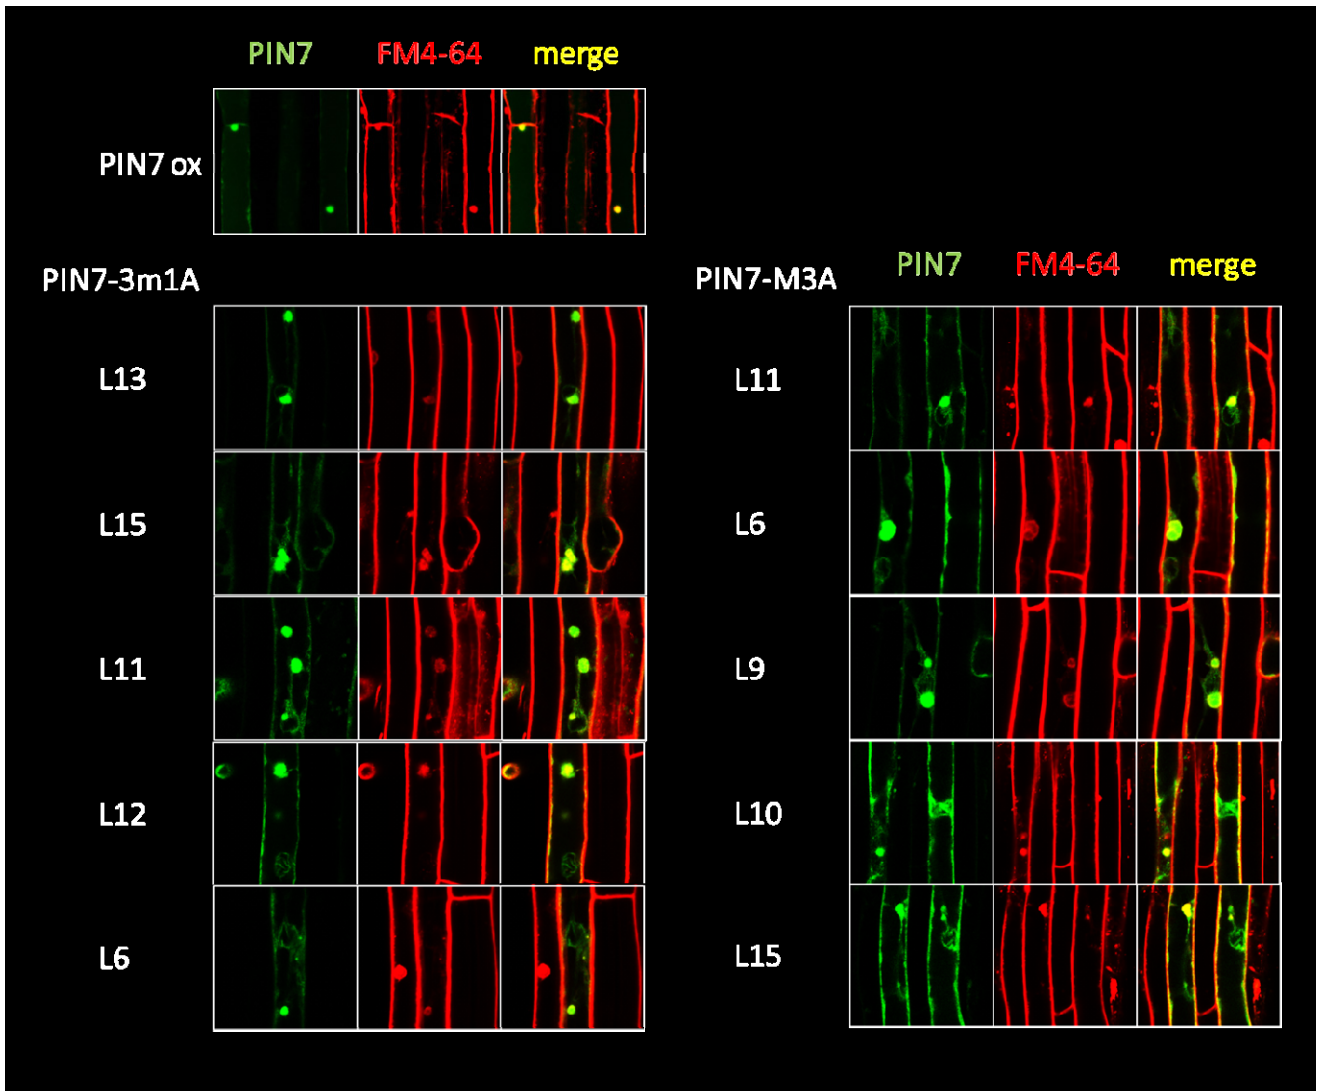 PIN7 FM4-64 merge
PIN7 ox
PIN7-3m1A
L13
L15
L11
L12
L6
PIN7-M3A
PIN7 FM4-64 merge
L11
L6
L9
L10
L15